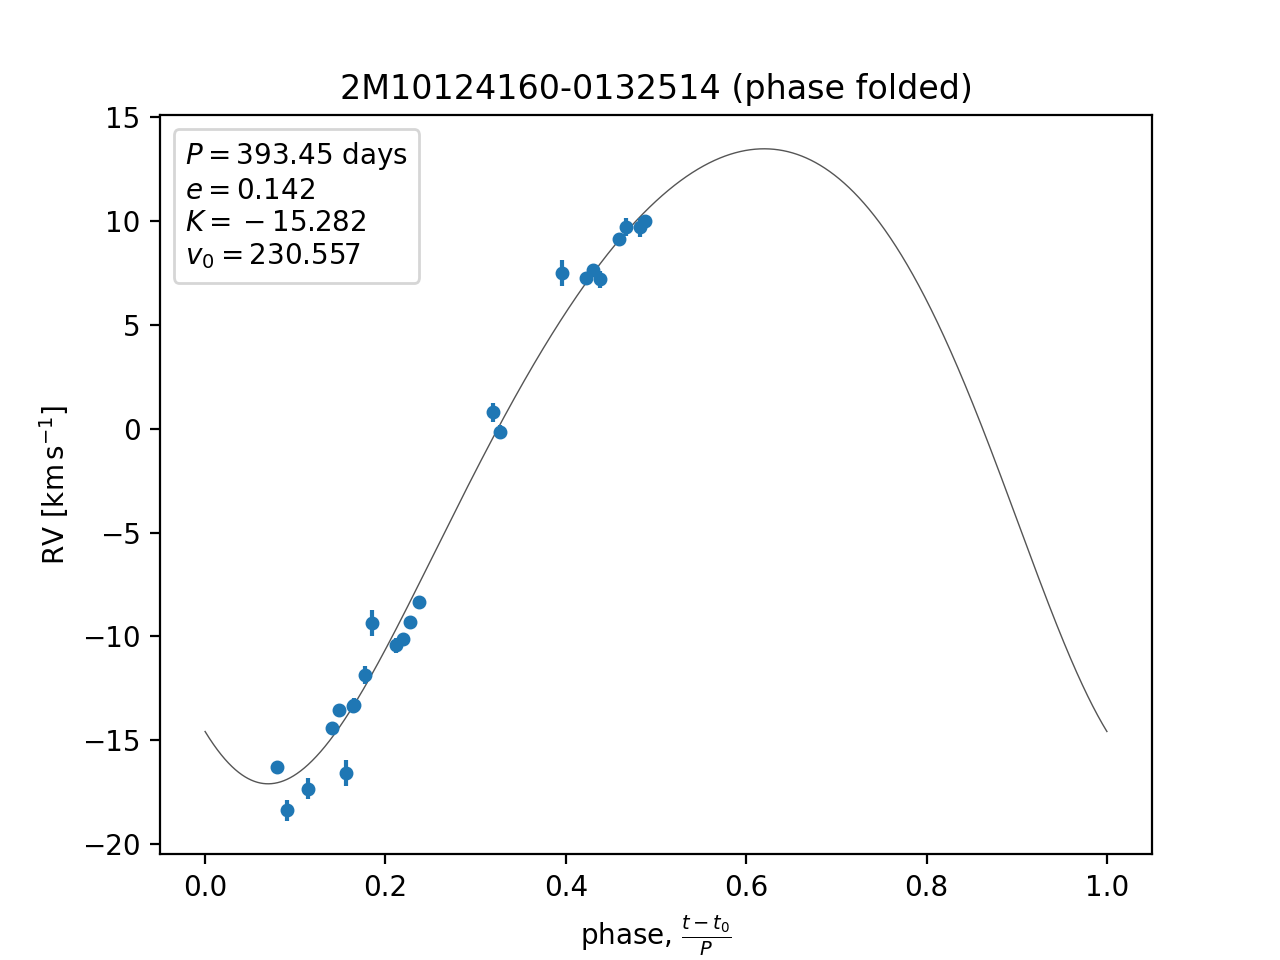 2M10124160-0132514 (phase folded)
P = 393.45 days
e = 0.142
K = −15.282
v₀ = 230.557
15
10
5
0
−5
−10
−15
−20
RV [km s⁻¹]
0.0 0.2 0.4 0.6 0.8 1.0
phase, (t − t₀)/P